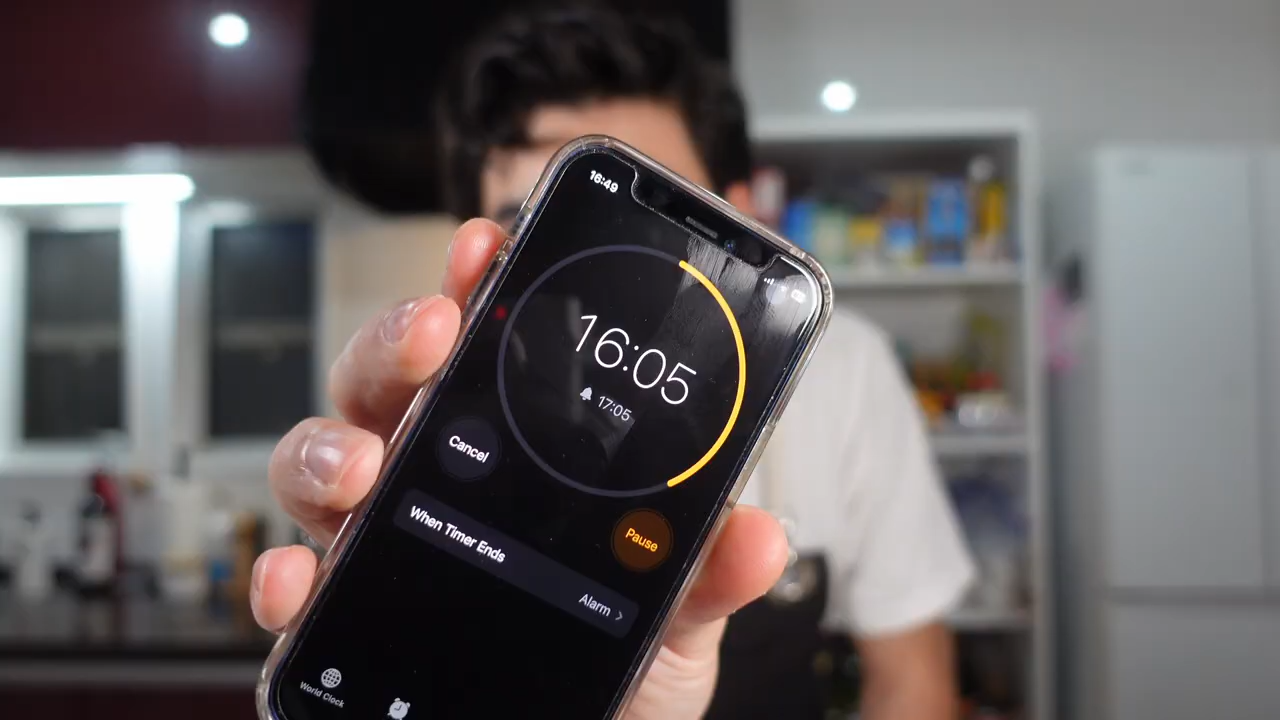 16:49
16:05
17:05
Cancel
Pause
When Timer Ends
Alarm
World Clock